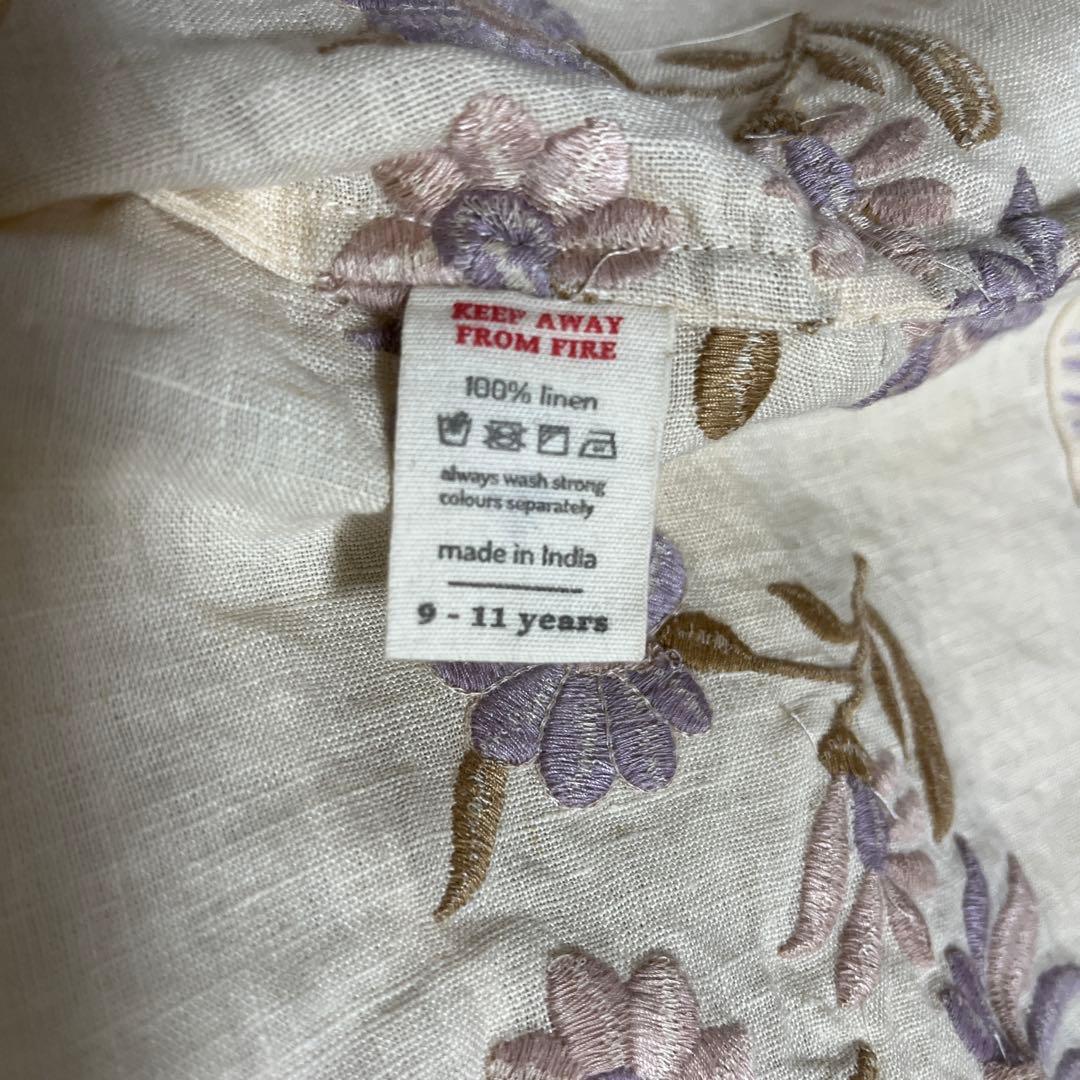 KEEP AWAY
FROM FIRE
100% linen
always wash strong
colours separately
made in India
9 - 11 years